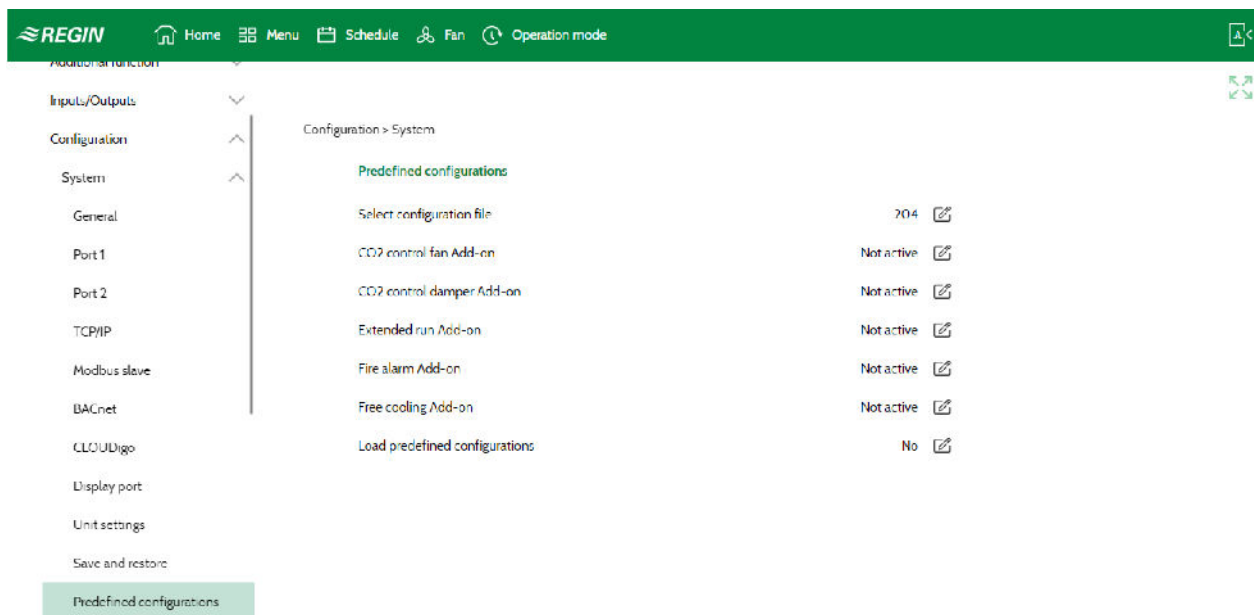 REGIN Home Menu Schedule Fan Operation mode
Additional function
Inputs/Outputs
Configuration
System
General
Port 1
Port 2
TCP/IP
Modbus slave
BACnet
CLOUDigo
Display port
Unit settings
Save and restore
Predefined configurations
Configuration > System
Predefined configurations
Select configuration file 204
CO2 control fan Add-on Not active
CO2 control damper Add-on Not active
Extended run Add-on Not active
Fire alarm Add-on Not active
Free cooling Add-on Not active
Load predefined configurations No